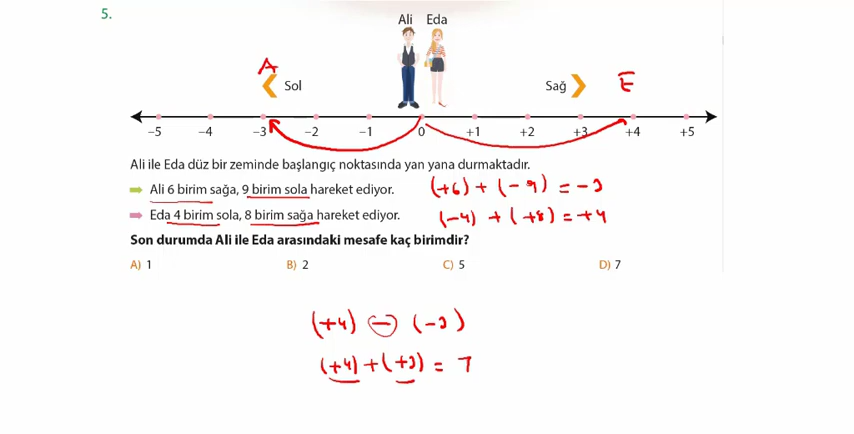 5.
Ali Eda
A
Sol
Sağ
E
–5 –4 –3 –2 –1 0 +1 +2 +3 +4 +5
Ali ile Eda düz bir zeminde başlangıç noktasında yan yana durmaktadır.
Ali 6 birim sağa, 9 birim sola hareket ediyor. (+6) + (-9) = -3
Eda 4 birim sola, 8 birim sağa hareket ediyor. (-4) + (+8) = +4
Son durumda Ali ile Eda arasındaki mesafe kaç birimdir?
A) 1 B) 2 C) 5 D) 7
(+4) - (-3)
(+4) + (+3) = 7